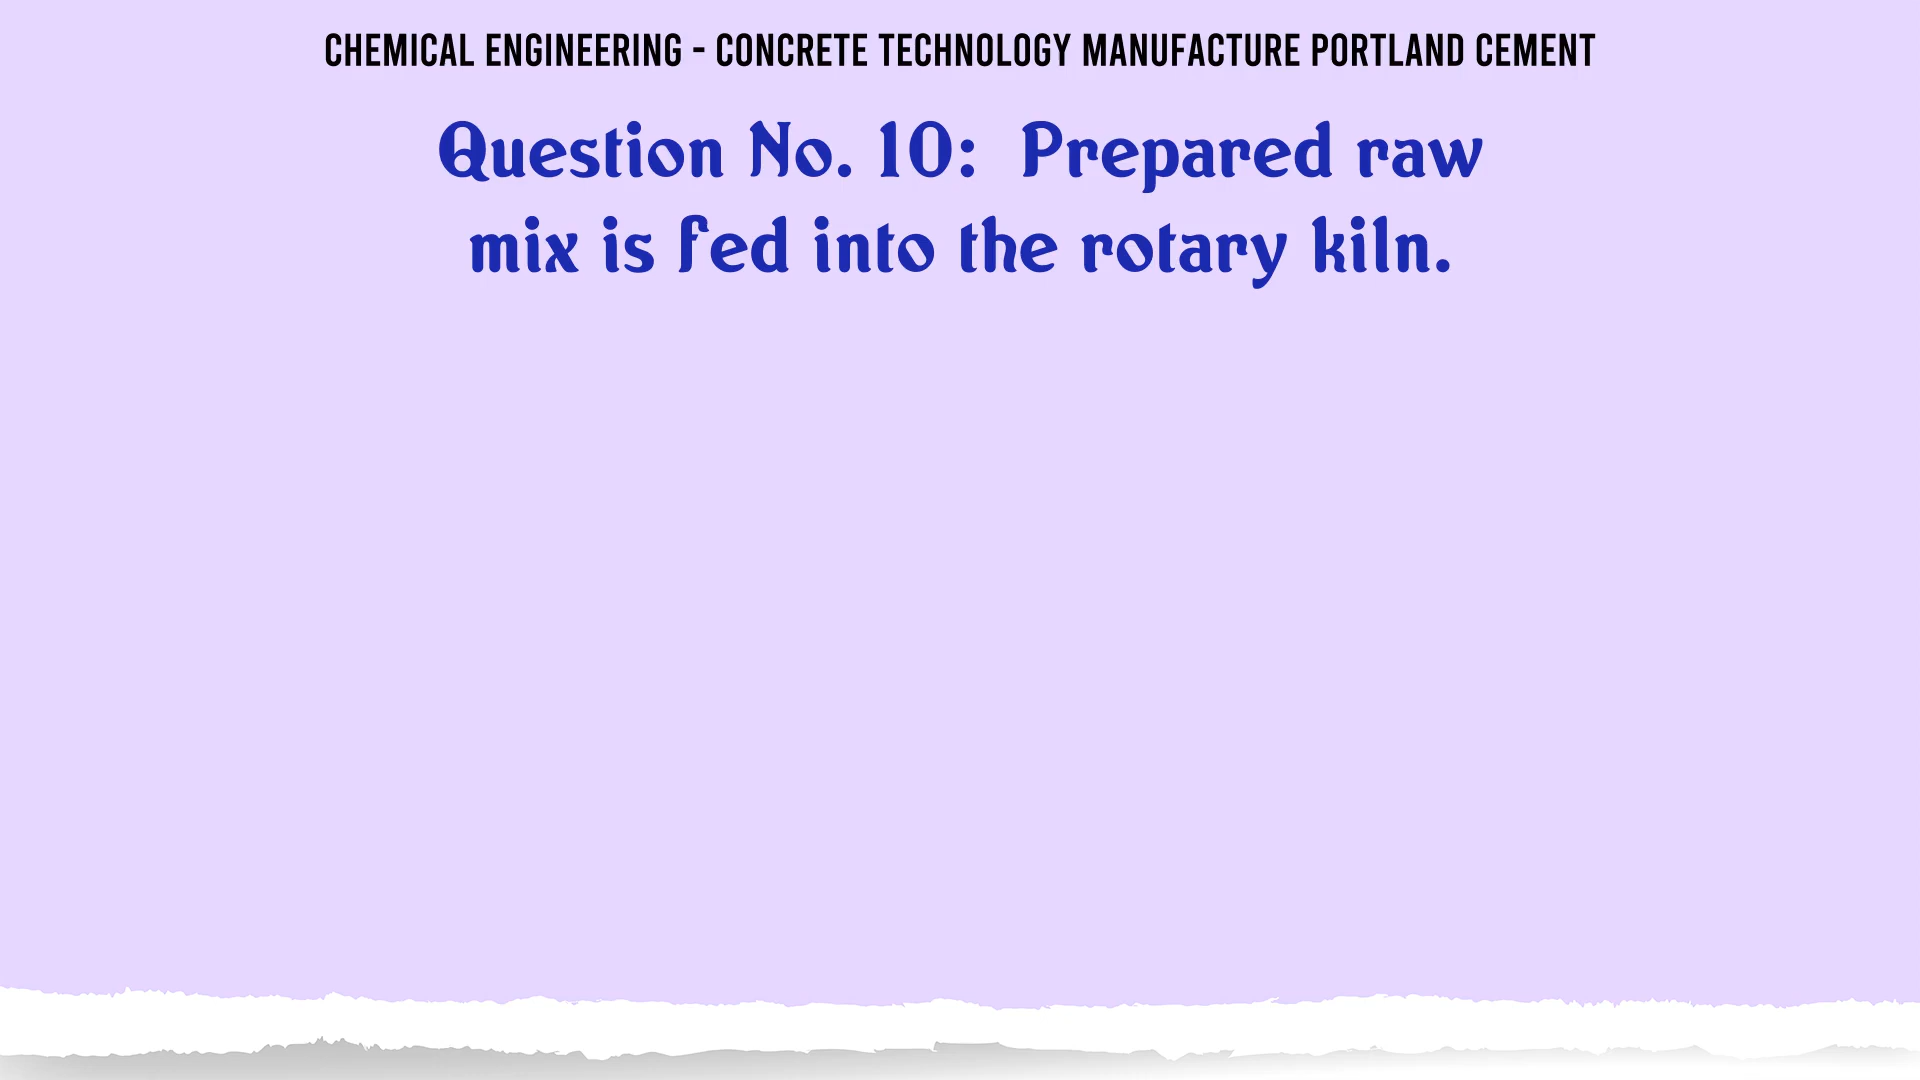 CHEMICAL ENGINEERING - CONCRETE TECHNOLOGY MANUFACTURE PORTLAND CEMENT
Question No. 10: Prepared raw
mix is fed into the rotary kiln.